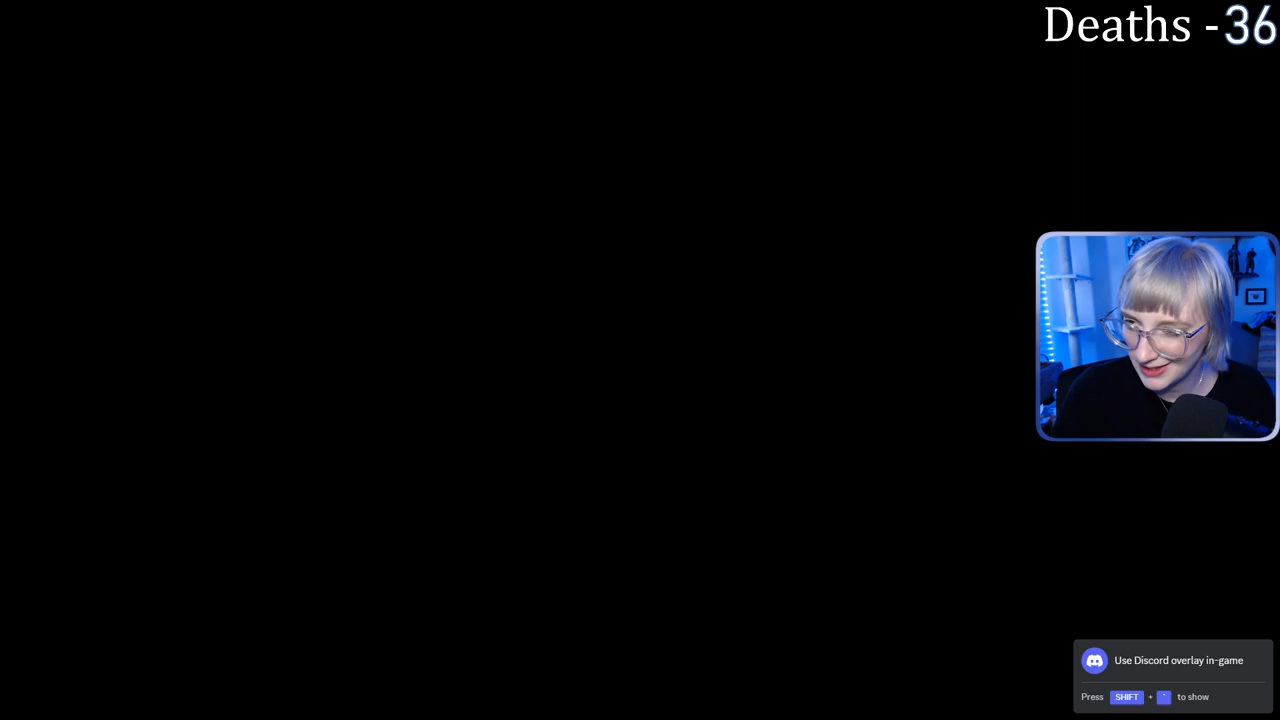 Deaths -36
Use Discord overlay in-game
Press SHIFT + ` to show